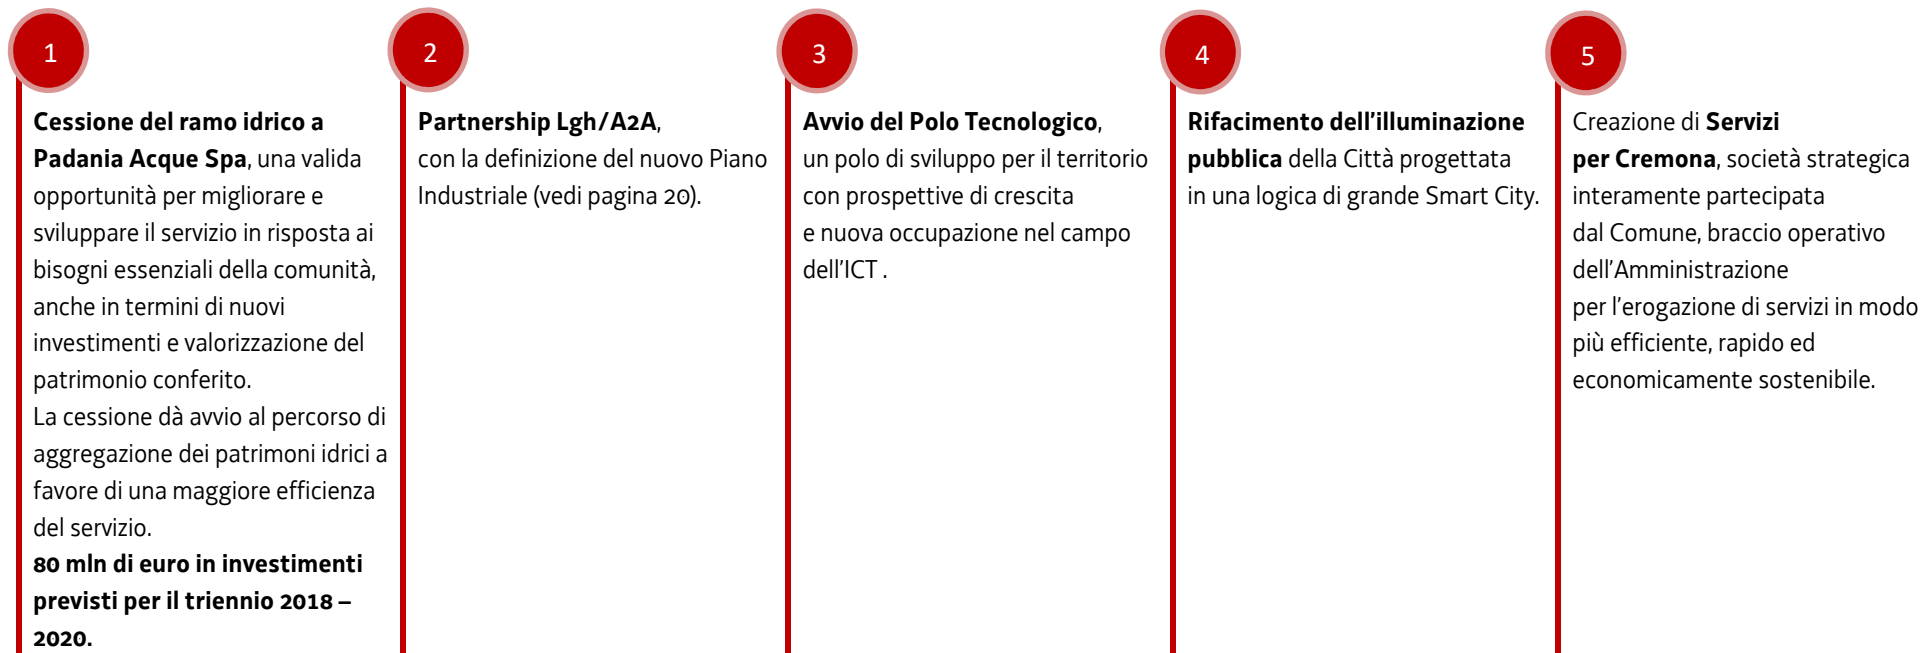 1
Cessione del ramo idrico a
Padania Acque Spa, una valida
opportunità per migliorare e
sviluppare il servizio in risposta ai
bisogni essenziali della comunità,
anche in termini di nuovi
investimenti e valorizzazione del
patrimonio conferito.
La cessione dà avvio al percorso di
aggregazione dei patrimoni idrici a
favore di una maggiore efficienza
del servizio.
80 mln di euro in investimenti
previsti per il triennio 2018 –
2020.
2
Partnership Lgh/A2A,
con la definizione del nuovo Piano
Industriale (vedi pagina 20).
3
Avvio del Polo Tecnologico,
un polo di sviluppo per il territorio
con prospettive di crescita
e nuova occupazione nel campo
dell’ICT .
4
Rifacimento dell’illuminazione
pubblica della Città progettata
in una logica di grande Smart City.
5
Creazione di Servizi
per Cremona, società strategica
interamente partecipata
dal Comune, braccio operativo
dell’Amministrazione
per l’erogazione di servizi in modo
più efficiente, rapido ed
economicamente sostenibile.